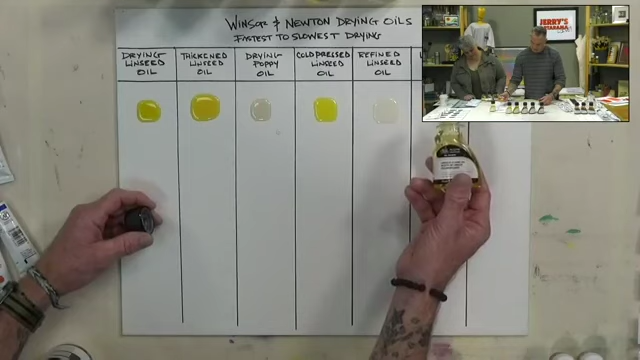 WINSOR & NEWTON DRYING OILS
FASTEST TO SLOWEST DRYING
DRYING LINSEED OIL
THICKENED LINSEED OIL
DRYING POPPY OIL
COLD PRESSED LINSEED OIL
REFINED LINSEED OIL
JERRY'S